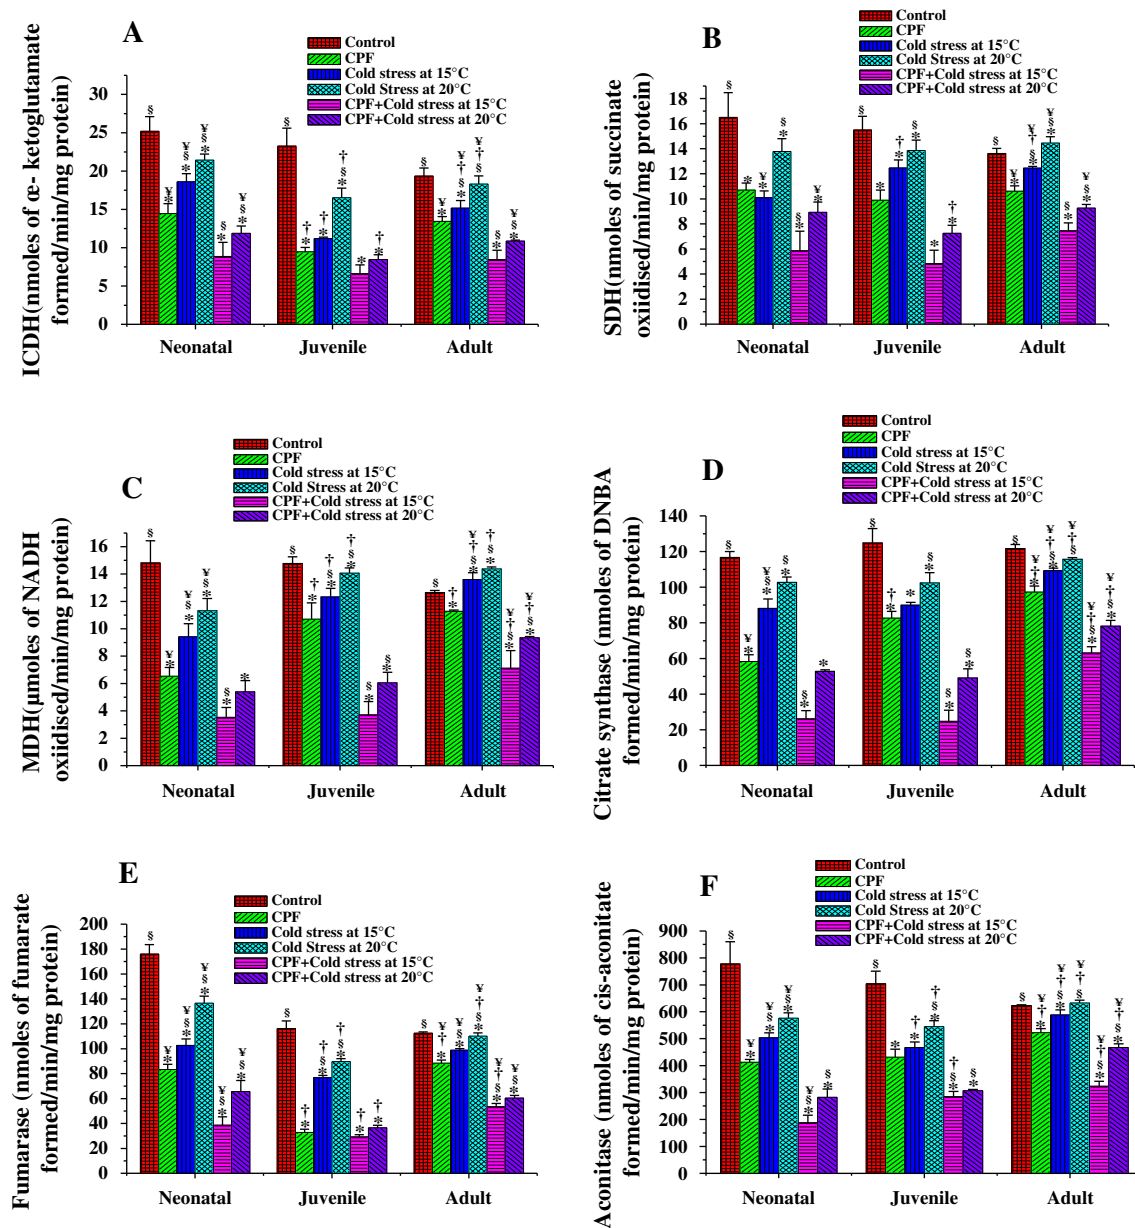 A
Control
CPF
Cold stress at 15°C
Cold Stress at 20°C
CPF+Cold stress at 15°C
CPF+Cold stress at 20°C
ICDH(nmoles of œ- ketoglutamate
formed/min/mg protein)
30
25
20
15
10
5
0
Neonatal Juvenile Adult
B
Control
CPF
Cold stress at 15°C
Cold Stress at 20°C
CPF+Cold stress at 15°C
CPF+Cold stress at 20°C
SDH(nmoles of succinate
oxiidised/min/mg protein)
18
16
14
12
10
8
6
4
2
0
Neonatal Juvenile Adult
C
Control
CPF
Cold stress at 15°C
Cold Stress at 20°C
CPF+Cold stress at 15°C
CPF+Cold stress at 20°C
MDH(µmoles of NADH
oxiidised/min/mg protein)
16
14
12
10
8
6
4
2
0
Neonatal Juvenile Adult
D
Control
CPF
Cold stress at 15°C
Cold Stress at 20°C
CPF+Cold stress at 15°C
CPF+Cold stress at 20°C
Citrate synthase (nmoles of DNBA
formed/min/mg protein)
140
120
100
80
60
40
20
0
Neonatal Juvenile Adult
E
Control
CPF
Cold stress at 15°C
Cold Stress at 20°C
CPF+Cold stress at 15°C
CPF+Cold stress at 20°C
Fumarase (nmoles of fumarate
formed/min/mg protein)
200
180
160
140
120
100
80
60
40
20
0
Neonatal Juvenile Adult
F
Control
CPF
Cold stress at 15°C
Cold Stress at 20°C
CPF+Cold stress at 15°C
CPF+Cold stress at 20°C
Aconitase (nmoles of cis-aconitate
formed/min/mg protein)
900
800
700
600
500
400
300
200
100
0
Neonatal Juvenile Adult